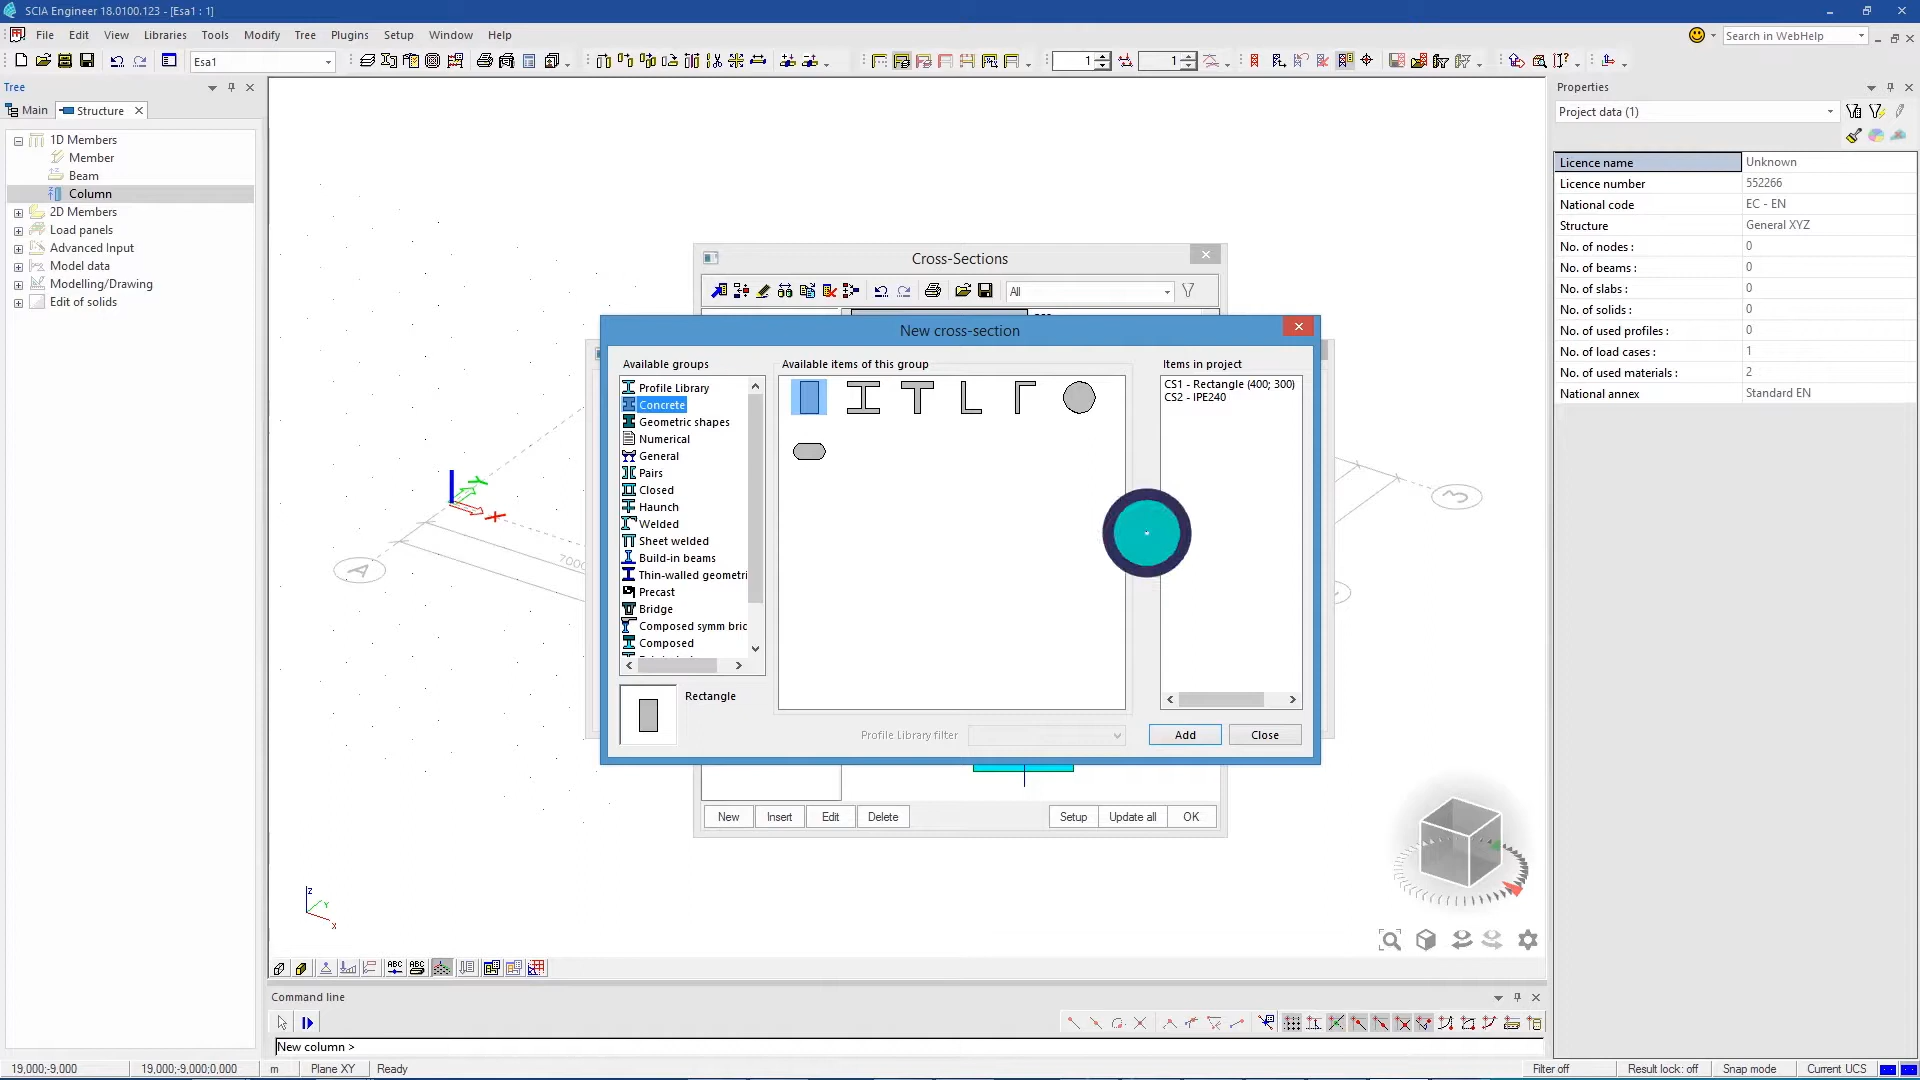 SCIA Engineer 18.0100.123 - [Esa1 : 1]
File Edit View Libraries Tools Modify Tree Plugins Setup Window Help
Search in WebHelp
Esa1
1
1
Tree
Main Structure
1D Members
Member
Beam
Column
2D Members
Load panels
Advanced Input
Model data
Modelling/Drawing
Edit of solids
Y
X
A
7000
3
Z
Y
X
Cross-Sections
All
New cross-section
Available groups
Profile Library
Concrete
Geometric shapes
Numerical
General
Pairs
Closed
Haunch
Welded
Sheet welded
Build-in beams
Thin-walled geometri
Precast
Bridge
Composed symm bric
Composed
Rectangle
Available items of this group
Profile Library filter
Items in project
CS1 - Rectangle (400; 300)
CS2 - IPE240
Add Close
New Insert Edit Delete Setup Update all OK
Properties
Project data (1)
Licence name Unknown
Licence number 552266
National code EC - EN
Structure General XYZ
No. of nodes : 0
No. of beams : 0
No. of slabs : 0
No. of solids : 0
No. of used profiles : 0
No. of load cases : 1
No. of used materials : 2
National annex Standard EN
ABC ABC
Command line
New column >
19,000;-9,000 19,000;-9,000;0,000 m Plane XY Ready Filter off Result lock: off Snap mode Current UCS